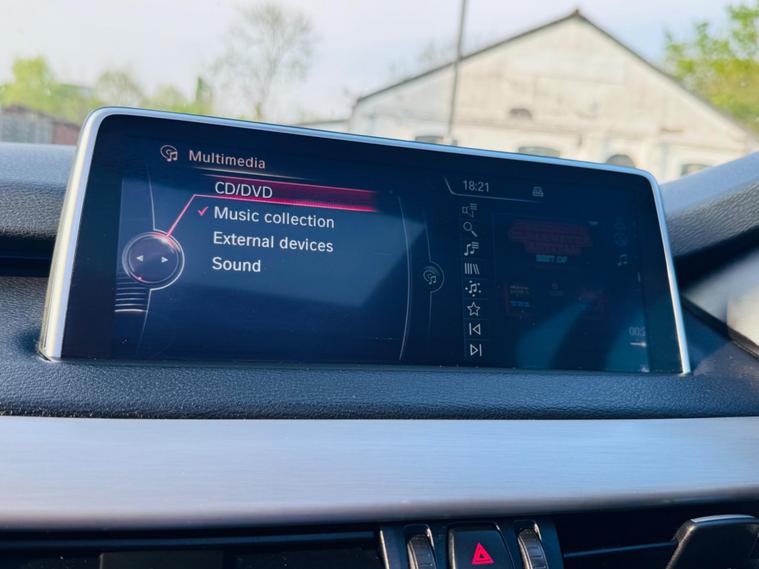 Multimedia
CD/DVD
Music collection
External devices
Sound
18:21
BEST OF